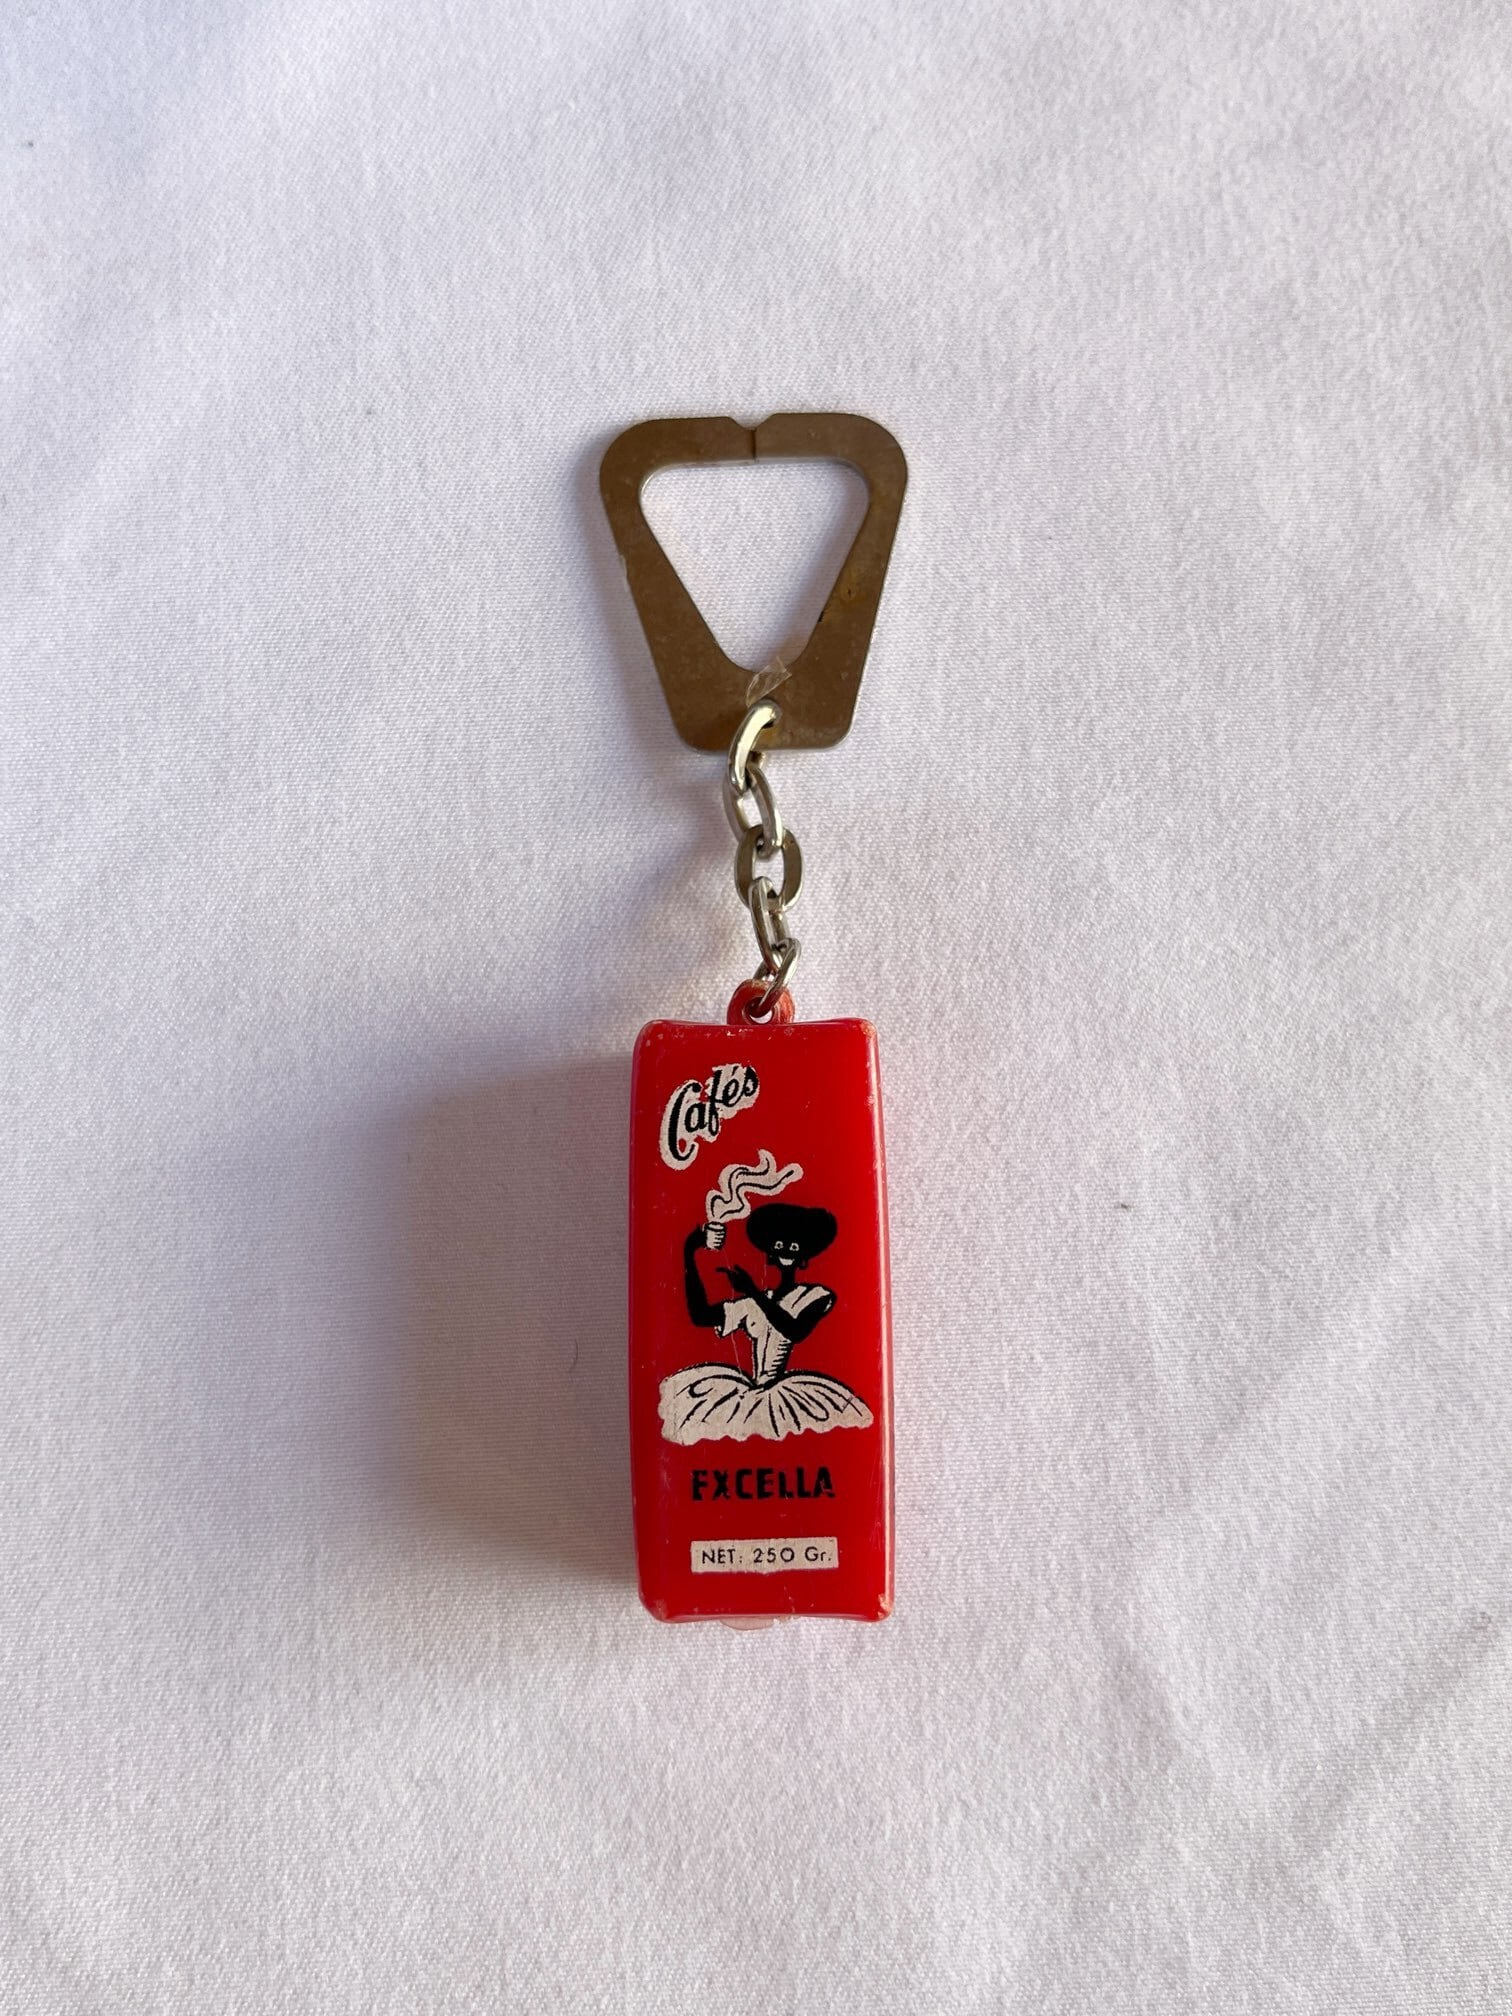 Cafés
EXCELLA
NET: 250 Gr.